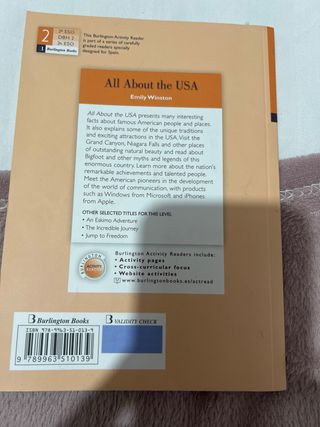 2
2º ESO
DBH 2
2n ESO
Burlington Books
This Burlington Activity Reader
is part of a series of carefully
graded readers specially
designed for Spain.
All About the USA
Emily Winston
All About the USA presents many interesting
facts about famous American people and places.
It also explains some of the unique traditions
and exciting attractions in the USA. Visit the
Grand Canyon, Niagara Falls and other places
of outstanding natural beauty and read about
Bigfoot and other myths and legends of this
enormous country. Learn more about the nation's
remarkable achievements and talented people.
Meet the American pioneers in the development
of the world of communication, with products
such as Windows from Microsoft and iPhones
from Apple.
OTHER SELECTED TITLES FOR THIS LEVEL
• An Eskimo Adventure
• The Incredible Journey
• Jump to Freedom
BURLINGTON
ACTIVITY
READER
Burlington Activity Readers include:
• Activity pages
• Cross-curricular focus
• Website activities
www.burlingtonbooks.es/actread
Burlington Books
VALIDITY CHECK
ISBN 978-9963-51-013-9
9 789963 510139